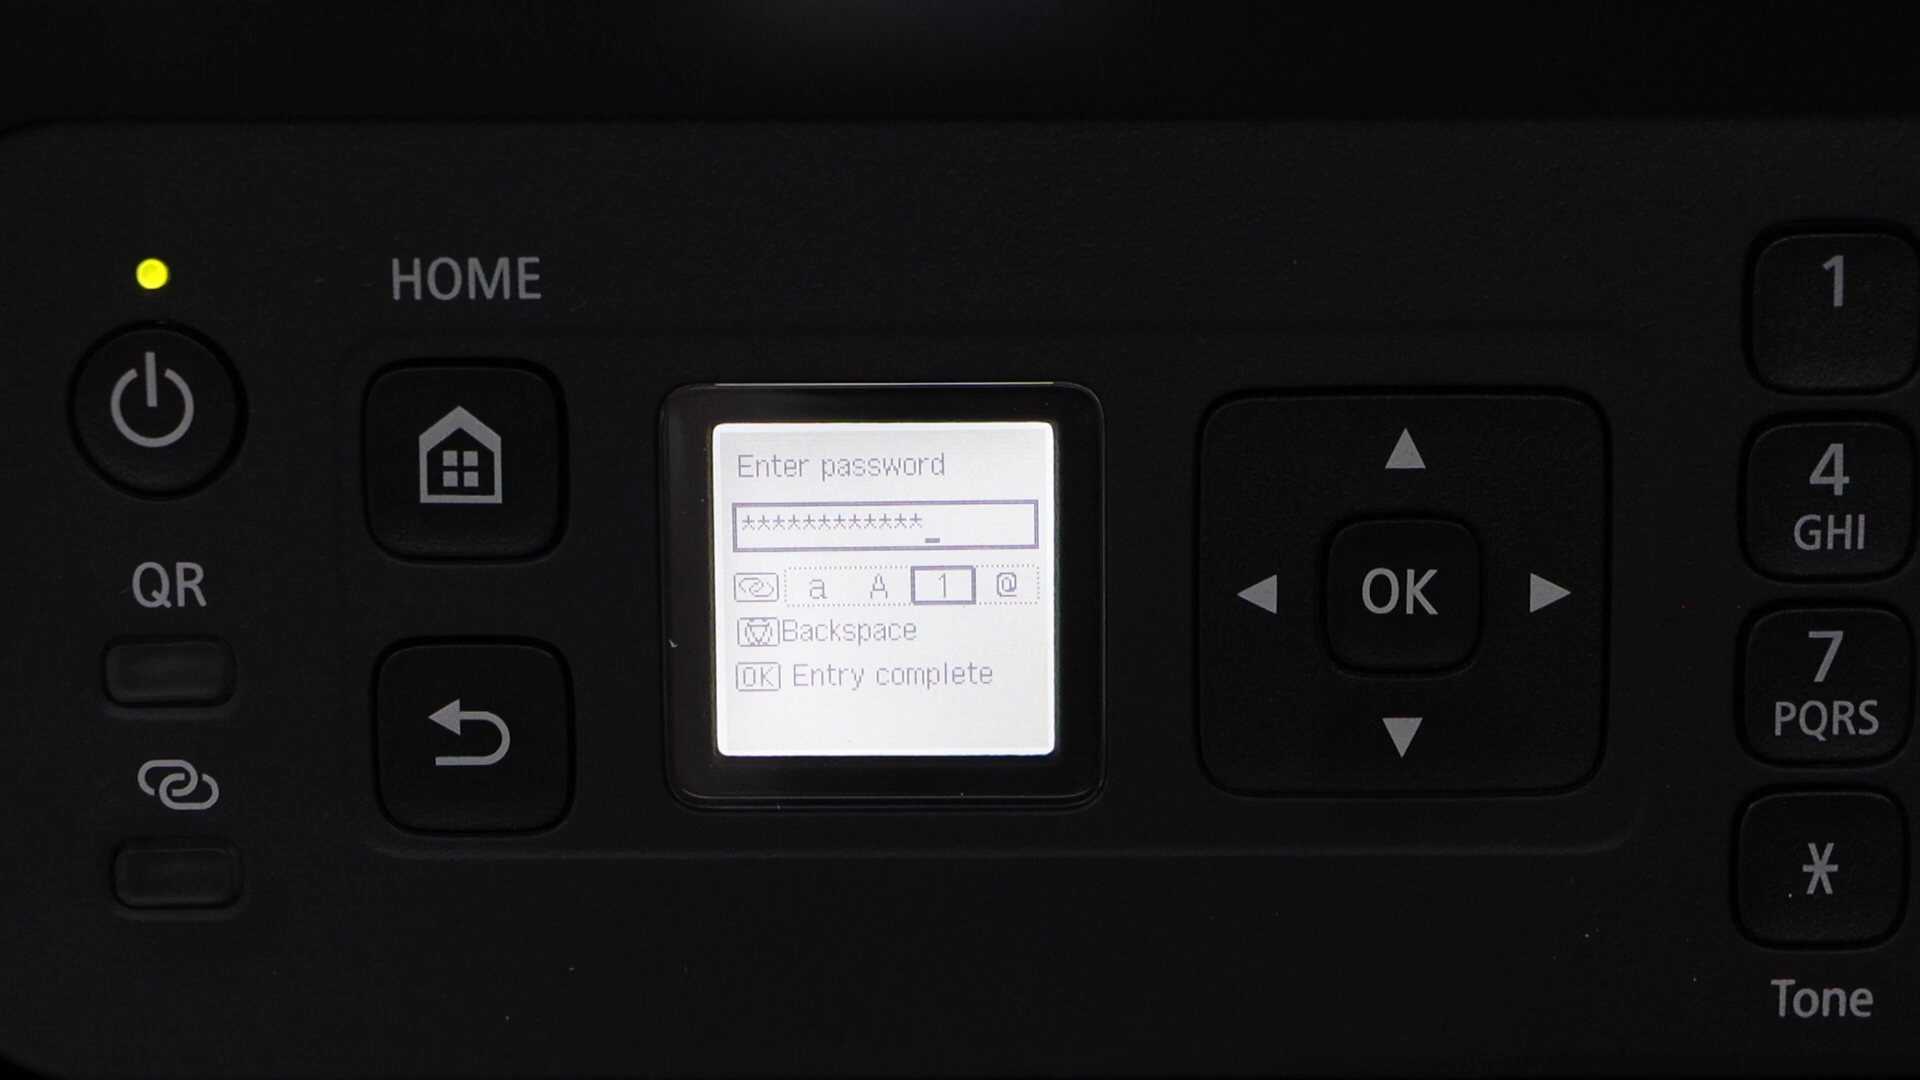 HOME
QR
Enter password
************_
a A 1 @
Backspace
OK Entry complete
OK
1
4
GHI
7
PQRS
*
Tone